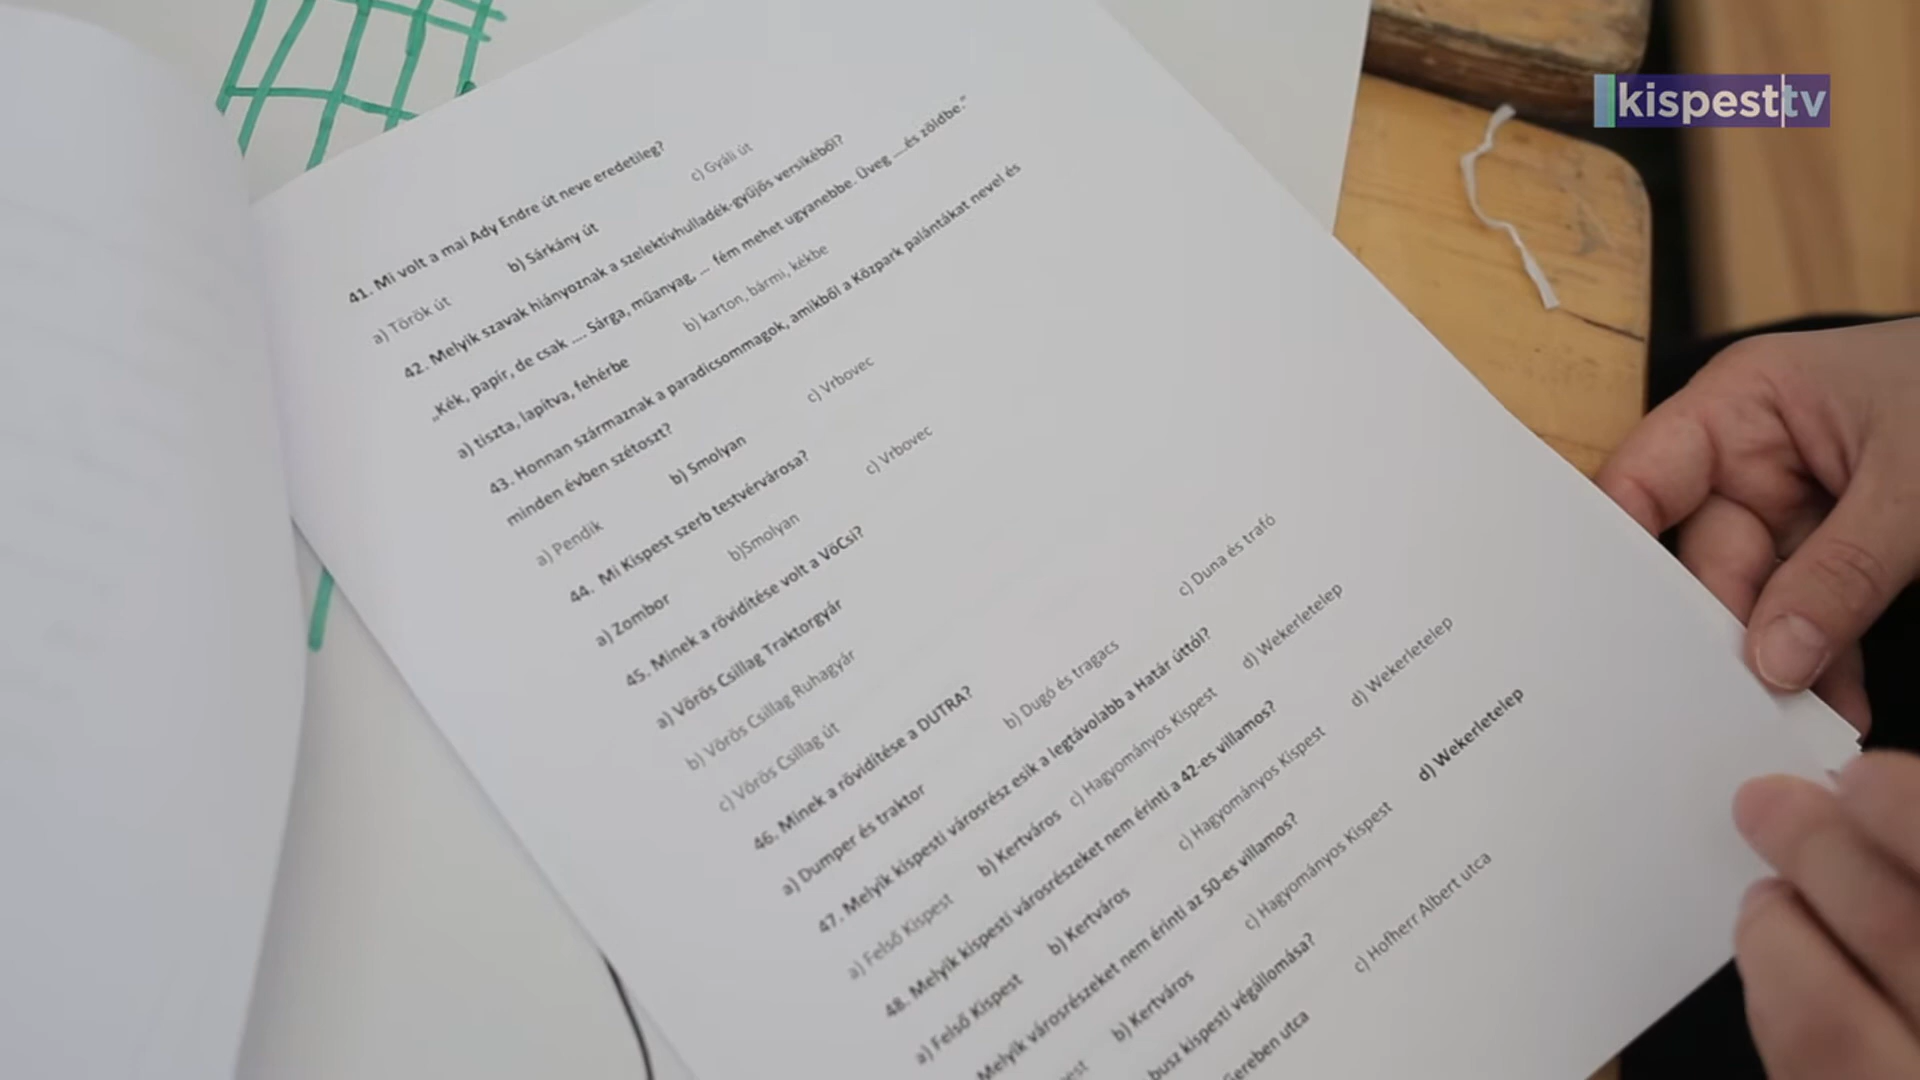 kispest tv
41. Mi volt a mai Ady Endre út neve eredetileg?
a) Török út b) Sárkány út c) Gyáli út
42. Melyik szavak hiányoznak a szelektívhulladék-gyűjtős versikéből?
„Kék, papír, de csak .... Sárga, műanyag, ... fém mehet ugyanebbe. Üveg ...és zöldbe.”
a) tiszta, lapítva, fehérbe b) karton, bármi, kékbe
43. Honnan származnak a paradicsommagok, amikből a Közpark palántákat nevel és
minden évben szétoszt?
a) Pendik b) Smolyan c) Vrbovec
44. Mi Kispest szerb testvérvárosa?
a) Zombor b)Smolyan c) Vrbovec
45. Minek a rövidítése volt a VöCsi?
a) Vörös Csillag Traktorgyár
b) Vörös Csillag Ruhagyár
c) Vörös Csillag út
46. Minek a rövidítése a DUTRA?
a) Dumper és traktor b) Dugó és tragacs c) Duna és trafó
47. Melyik kispesti városrész esik a legtávolabb a Határ úttól?
a) Felső Kispest b) Kertváros c) Hagyományos Kispest d) Wekerletelep
48. Melyik kispesti városrészeket nem érinti a 42-es villamos?
a) Felső Kispest b) Kertváros c) Hagyományos Kispest d) Wekerletelep
Melyik városrészeket nem érinti az 50-es villamos?
est b) Kertváros c) Hagyományos Kispest d) Wekerletelep
busz kispesti végállomása?
ereben utca c) Hofherr Albert utca